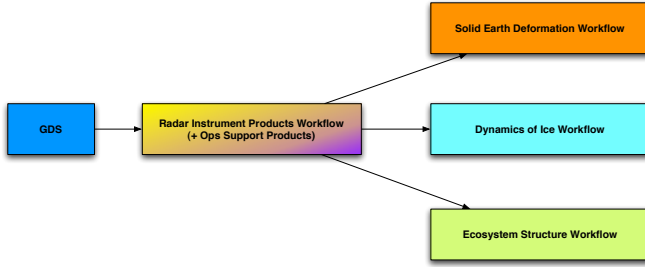 Solid Earth Deformation Workflow
GDS
Radar Instrument Products Workflow
(+ Ops Support Products)
Dynamics of Ice Workflow
Ecosystem Structure Workflow